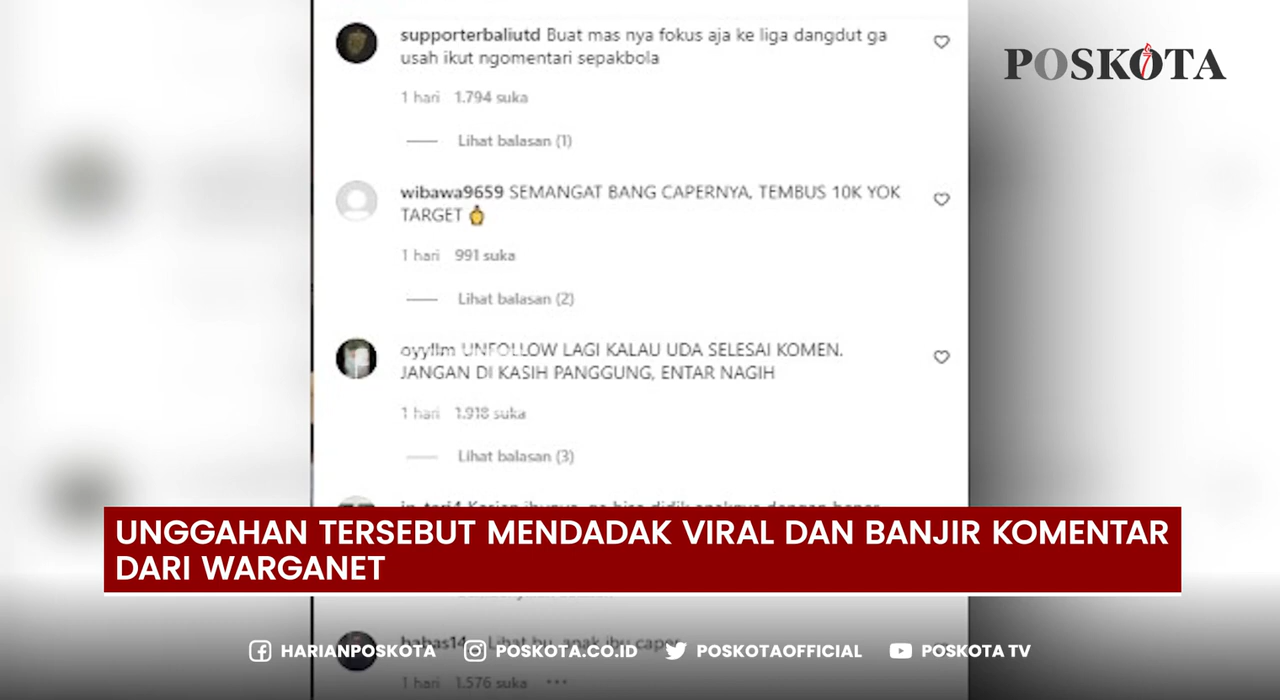 POSKOTA
supporterbaliutd Buat mas nya fokus aja ke liga dangdut ga
usah ikut ngomentari sepakbola
1 hari 1.794 suka
Lihat balasan (1)
wibawa9659 SEMANGAT BANG CAPERNYA, TEMBUS 10K YOK
TARGET
1 hari 991 suka
Lihat balasan (2)
oyyllm UNFOLLOW LAGI KALAU UDA SELESAI KOMEN.
JANGAN DI KASIH PANGGUNG, ENTAR NAGIH
1 hari 1.918 suka
Lihat balasan (3)
UNGGAHAN TERSEBUT MENDADAK VIRAL DAN BANJIR KOMENTAR
DARI WARGANET
babas14 Lihat bu, anak ibu caper
HARIANPOSKOTA POSKOTA.CO.ID POSKOTAOFFICIAL POSKOTA TV
1 hari 1.576 suka